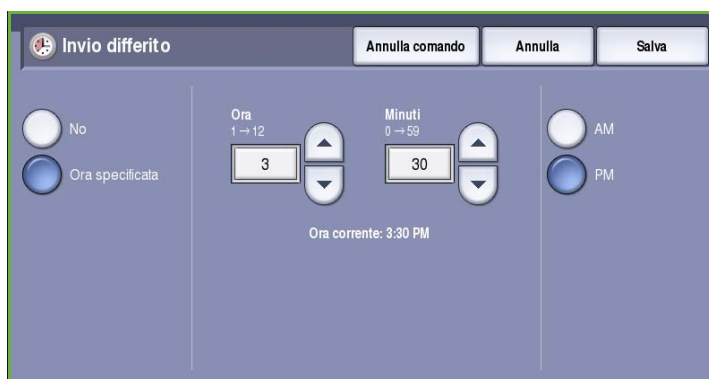 Invio differito
Annulla comando
Annulla
Salva
No
Ora specificata
Ora
1→12
3
Minuti
0→59
30
AM
PM
Ora corrente: 3:30 PM